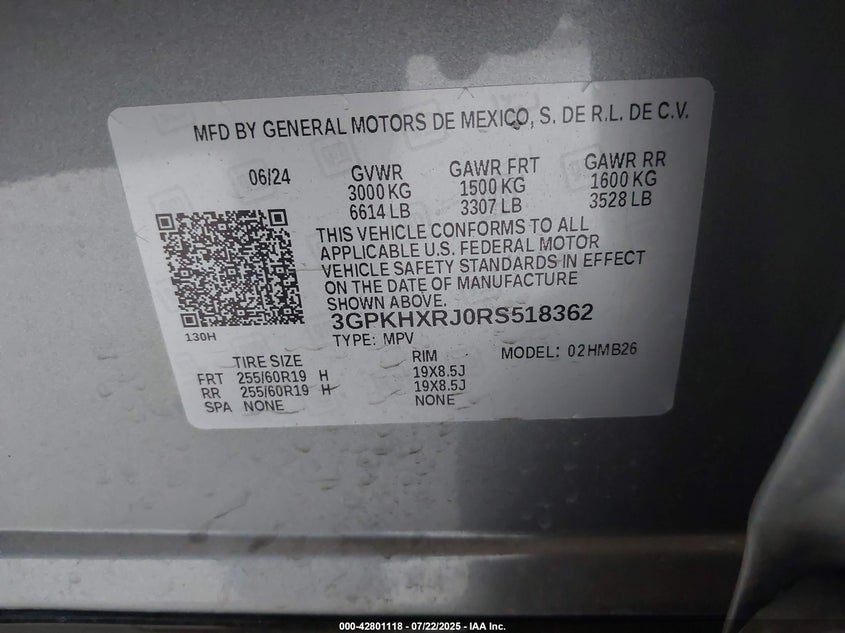 MFD BY GENERAL MOTORS DE MEXICO, S. DE R.L. DE C.V.
06/24 GVWR GAWR FRT GAWR RR
3000 KG 1500 KG 1600 KG
6614 LB 3307 LB 3528 LB
THIS VEHICLE CONFORMS TO ALL
APPLICABLE U.S. FEDERAL MOTOR
VEHICLE SAFETY STANDARDS IN EFFECT
ON THE DATE OF MANUFACTURE
SHOWN ABOVE.
3GPKHXRJ0RS518362
130H
TYPE: MPV MODEL: 02HMB26
TIRE SIZE RIM
FRT 255/60R19 H 19X8.5J
RR 255/60R19 H 19X8.5J
SPA NONE NONE
000-42801118 - 07/22/2025 - IAA Inc.